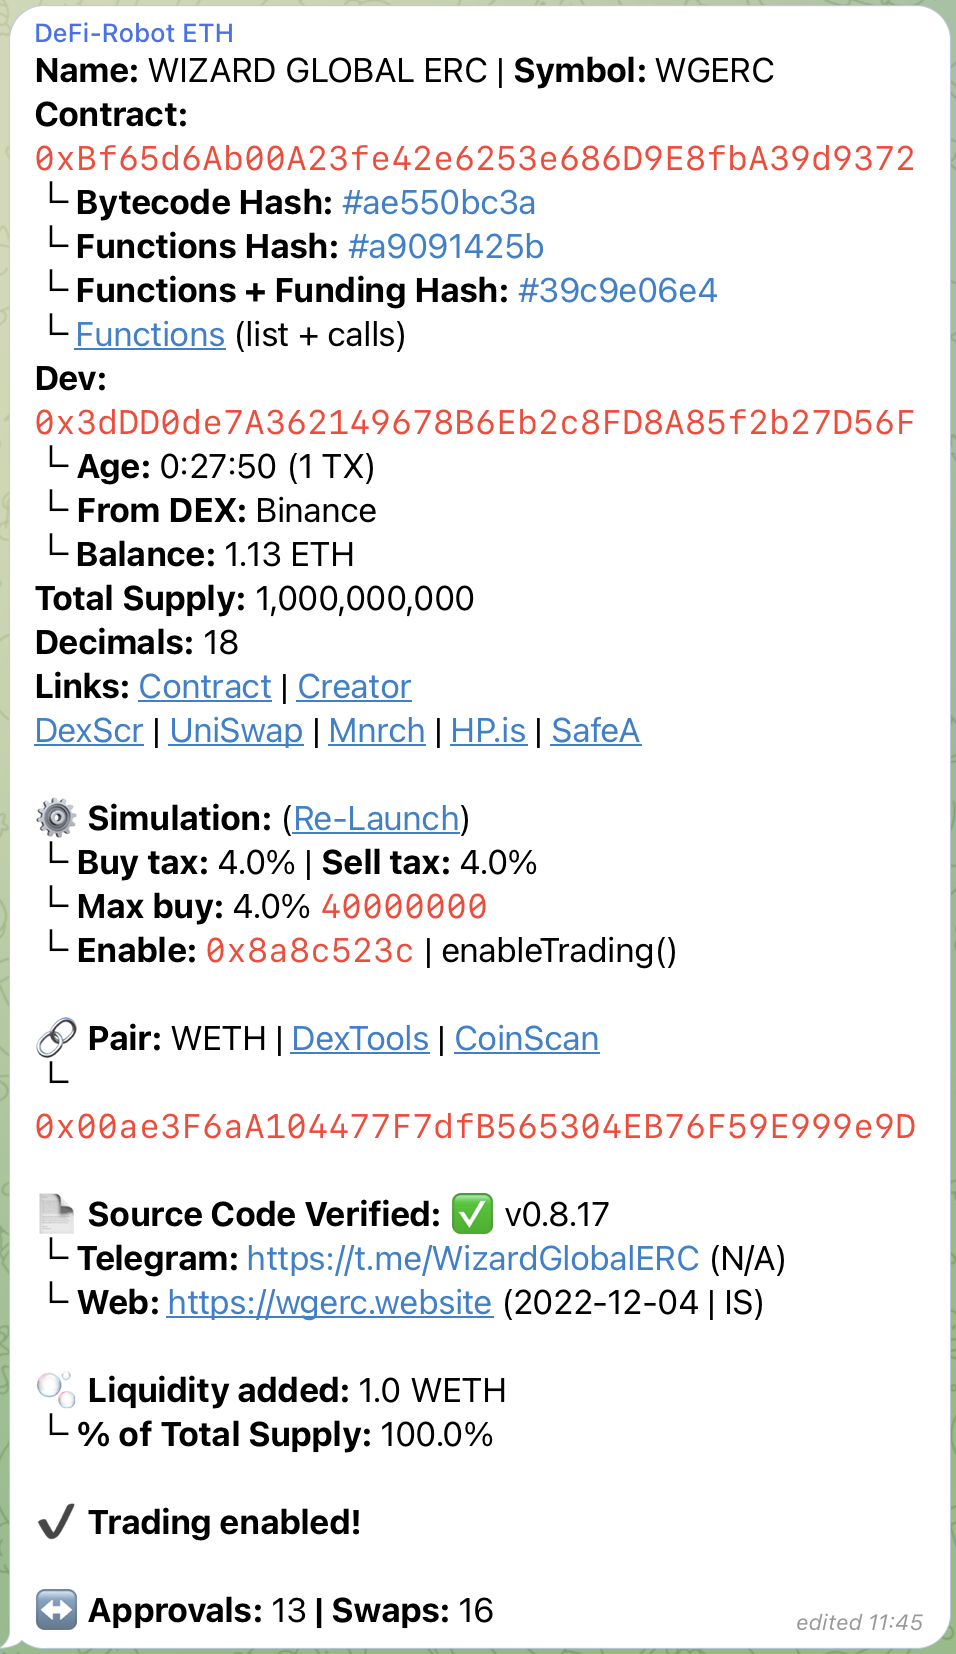 DeFi-Robot ETH
Name: WIZARD GLOBAL ERC | Symbol: WGERC
Contract:
0xBf65d6Ab00A23fe42e6253e686D9E8fbA39d9372
└ Bytecode Hash: #ae550bc3a
└ Functions Hash: #a9091425b
└ Functions + Funding Hash: #39c9e06e4
└ Functions (list + calls)
Dev:
0x3dDD0de7A362149678B6Eb2c8FD8A85f2b27D56F
└ Age: 0:27:50 (1 TX)
└ From DEX: Binance
└ Balance: 1.13 ETH
Total Supply: 1,000,000,000
Decimals: 18
Links: Contract | Creator
DexScr | UniSwap | Mnrch | HP.is | SafeA
⚙️ Simulation: (Re-Launch)
└ Buy tax: 4.0% | Sell tax: 4.0%
└ Max buy: 4.0% 40000000
└ Enable: 0x8a8c523c | enableTrading()
🔗 Pair: WETH | DexTools | CoinScan
└
0x00ae3F6aA104477F7dfB565304EB76F59E999e9D
📄 Source Code Verified: ✅ v0.8.17
└ Telegram: https://t.me/WizardGlobalERC (N/A)
└ Web: https://wgerc.website (2022-12-04 | IS)
🫧 Liquidity added: 1.0 WETH
└ % of Total Supply: 100.0%
✔️ Trading enabled!
↔️ Approvals: 13 | Swaps: 16
edited 11:45